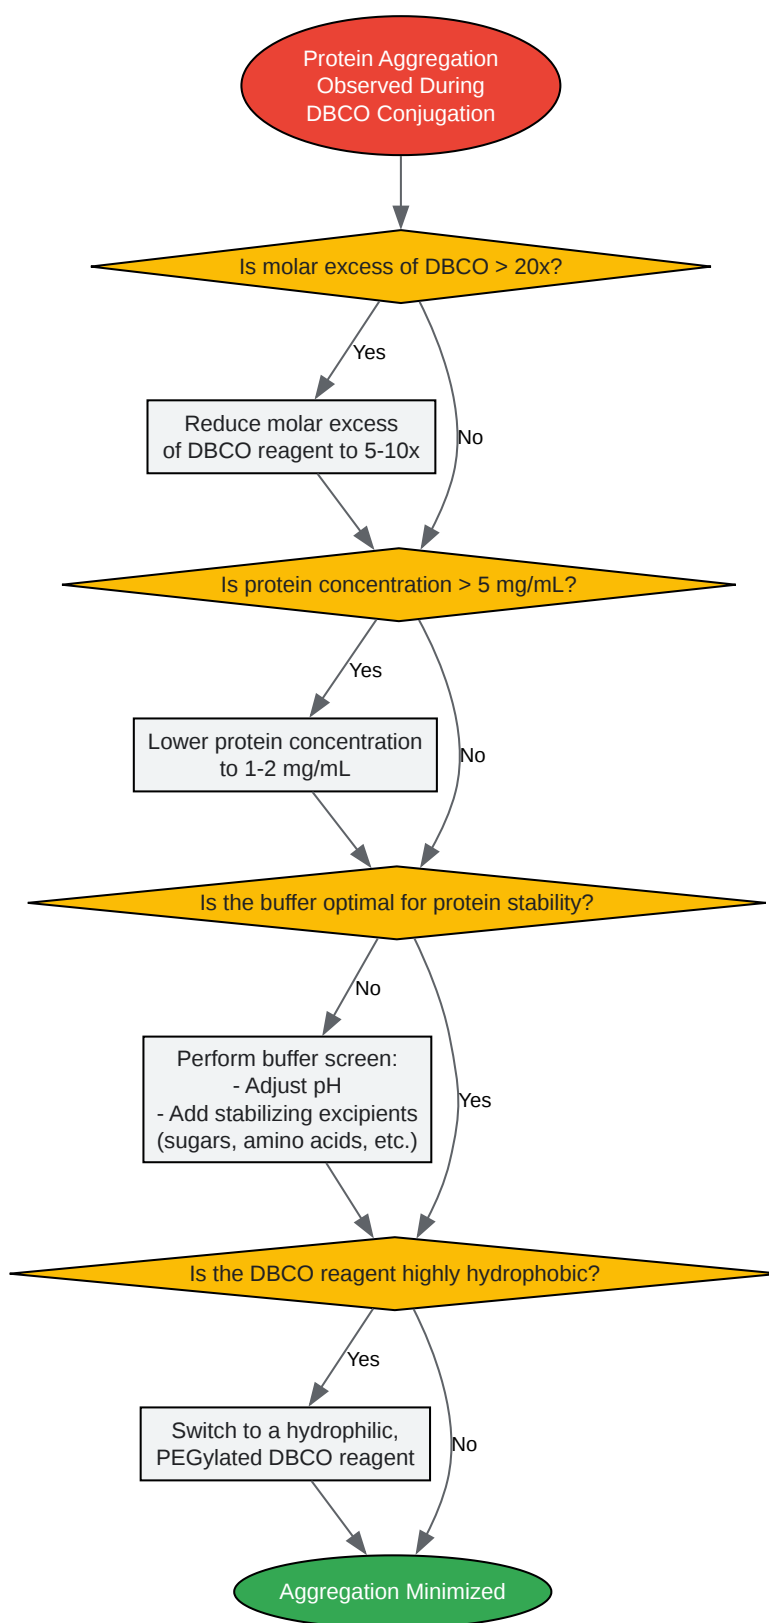 Protein Aggregation
Observed During
DBCO Conjugation
Is molar excess of DBCO > 20x?
Yes
Reduce molar excess
of DBCO reagent to 5-10x
No
Is protein concentration > 5 mg/mL?
Yes
Lower protein concentration
to 1-2 mg/mL
No
Is the buffer optimal for protein stability?
No
Perform buffer screen:
- Adjust pH
- Add stabilizing excipients
(sugars, amino acids, etc.)
Yes
Is the DBCO reagent highly hydrophobic?
Yes
Switch to a hydrophilic,
PEGylated DBCO reagent
No
Aggregation Minimized